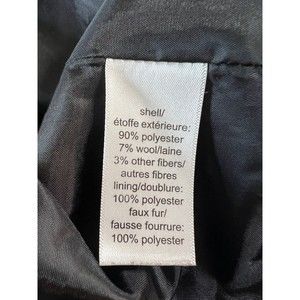 shell/
étoffe extérieure:
90% polyester
7% wool/laine
3% other fibers/
autres fibres
lining/doublure:
100% polyester
faux fur/
fausse fourrure:
100% polyester